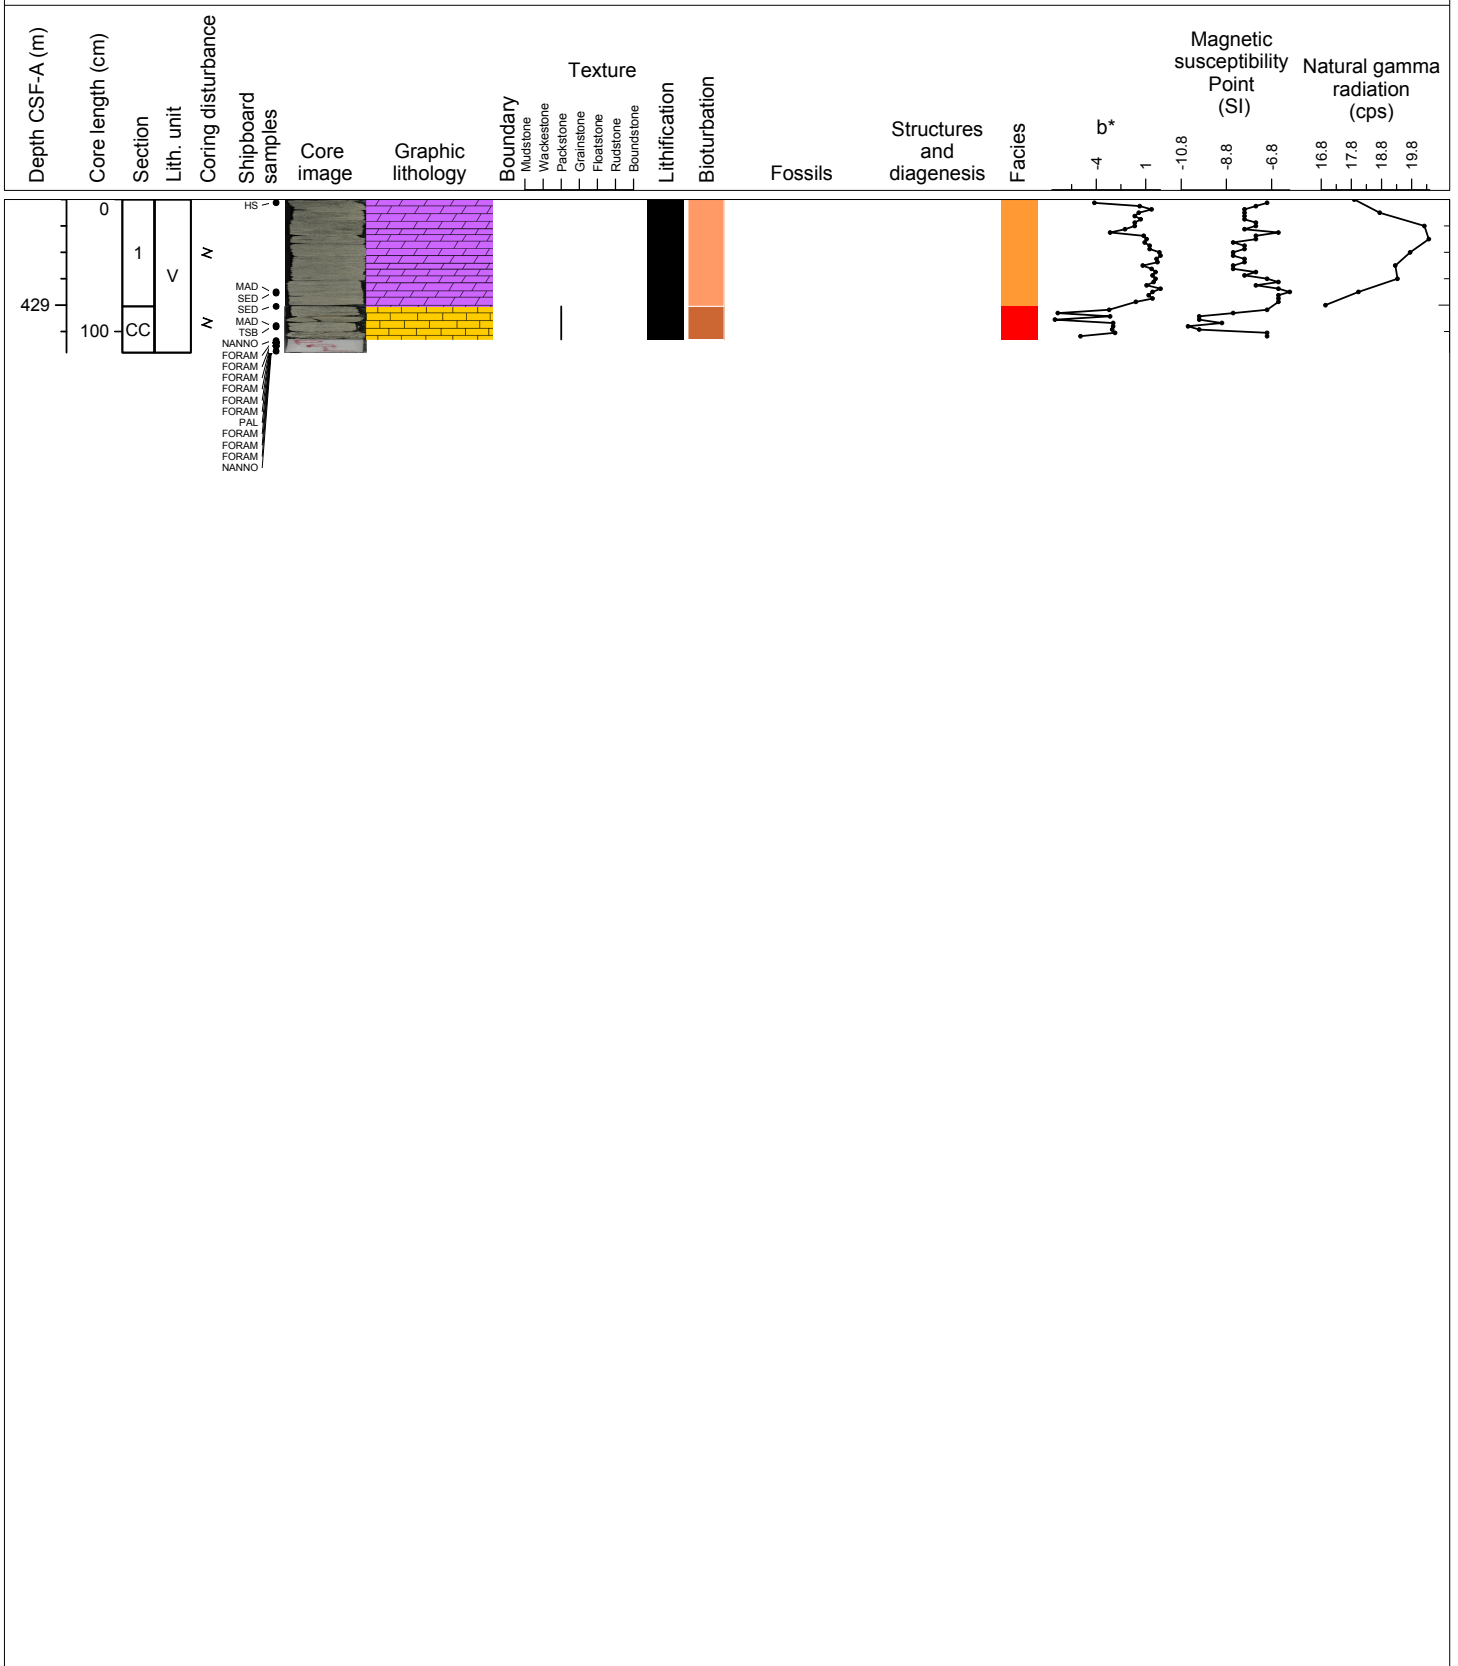 Depth CSF-A (m)
Core length (cm)
Section
Lith. unit
Coring disturbance
Shipboard
samples
Core
image
Graphic
lithology
Boundary
Texture
Mudstone
Wackestone
Packstone
Grainstone
Floatstone
Rudstone
Boundstone
Lithification
Bioturbation
Fossils
Structures
and
diagenesis
Facies
b*
-4
1
Magnetic
susceptibility
Point
(SI)
-10.8
-8.8
-6.8
Natural gamma
radiation
(cps)
16.8
17.8
18.8
19.8
0
429
100
1
CC
V
HS
MAD
SED
SED
MAD
TSB
NANNO
FORAM
FORAM
FORAM
FORAM
FORAM
FORAM
PAL
FORAM
FORAM
FORAM
NANNO